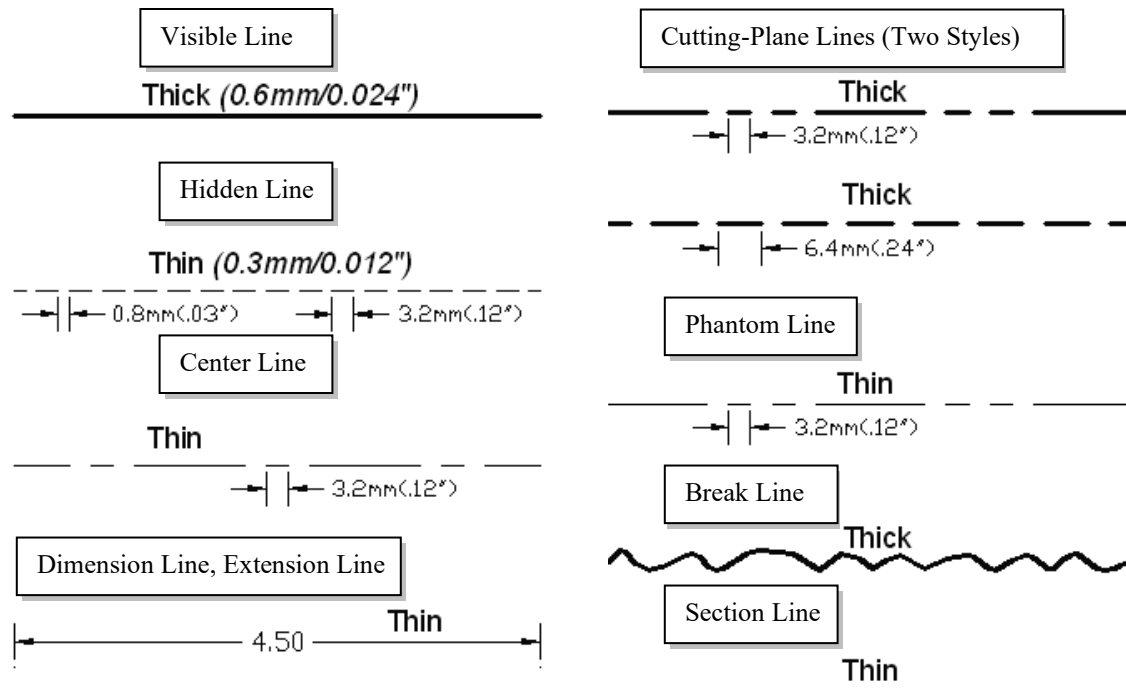 Visible Line
Thick (0.6mm/0.024")
Hidden Line
Thin (0.3mm/0.012")
0.8mm(.03")
3.2mm(.12")
Center Line
Thin
3.2mm(.12")
Dimension Line, Extension Line
Thin
4.50
Cutting-Plane Lines (Two Styles)
Thick
3.2mm(.12")
Thick
6.4mm(.24")
Phantom Line
Thin
3.2mm(.12")
Break Line
Thick
Section Line
Thin